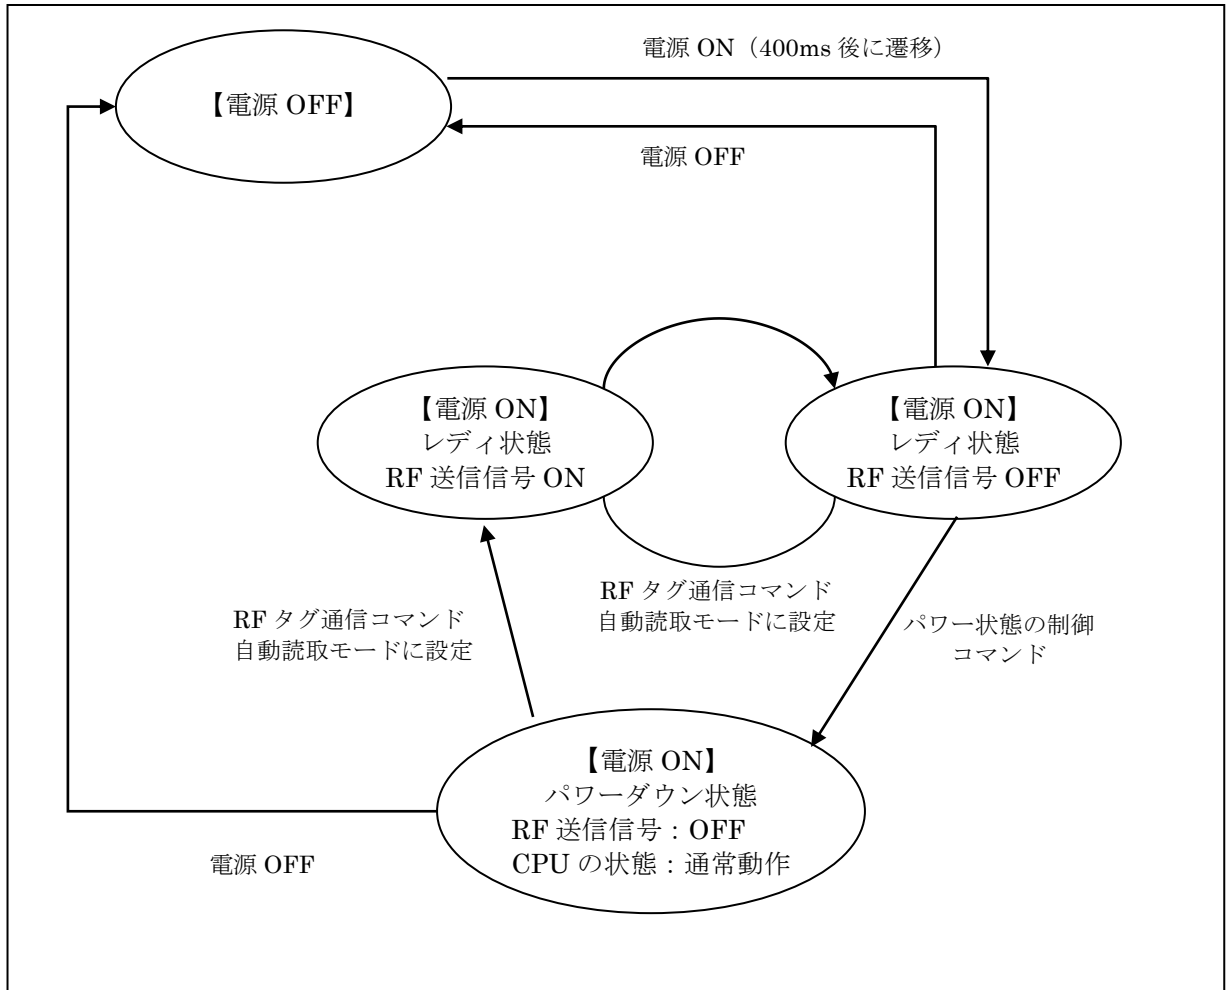 電源 ON（400ms 後に遷移）
【電源 OFF】
電源 OFF
【電源 ON】
レディ状態
RF 送信信号 ON
【電源 ON】
レディ状態
RF 送信信号 OFF
RF タグ通信コマンド
自動読取モードに設定
RF タグ通信コマンド
自動読取モードに設定
パワー状態の制御
コマンド
【電源 ON】
パワーダウン状態
RF 送信信号：OFF
CPU の状態：通常動作
電源 OFF